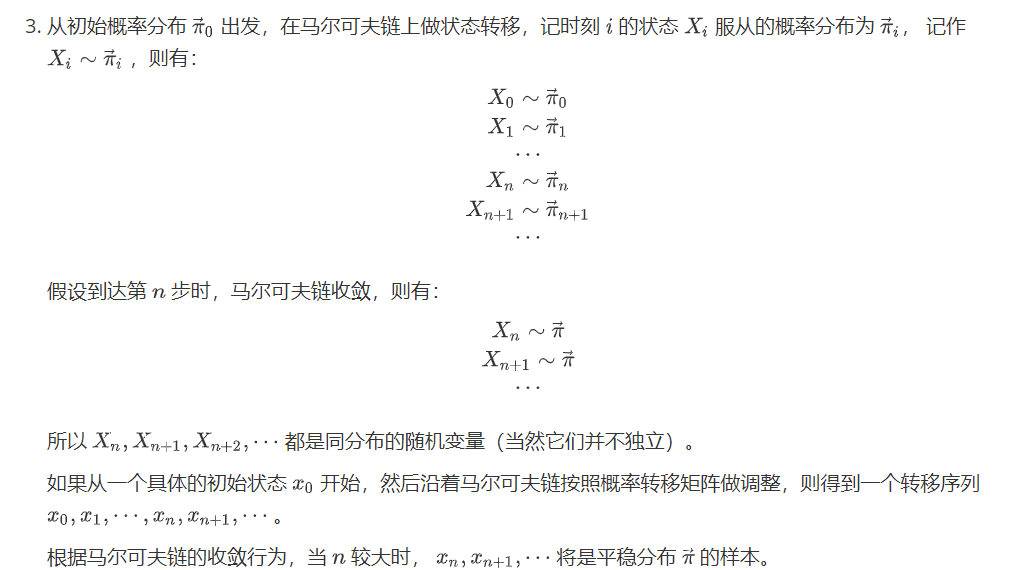 3. 从初始概率分布 $\vec{\pi}_0$ 出发，在马尔可夫链上做状态转移，记时刻 $i$ 的状态 $X_i$ 服从的概率分布为 $\vec{\pi}_i$， 记作
$X_i \sim \vec{\pi}_i$ ，则有：
$X_0 \sim \vec{\pi}_0$
$X_1 \sim \vec{\pi}_1$
$\cdots$
$X_n \sim \vec{\pi}_n$
$X_{n+1} \sim \vec{\pi}_{n+1}$
$\cdots$
假设到达第 $n$ 步时，马尔可夫链收敛，则有：
$X_n \sim \vec{\pi}$
$X_{n+1} \sim \vec{\pi}$
$\cdots$
所以 $X_n, X_{n+1}, X_{n+2}, \cdots$ 都是同分布的随机变量（当然它们并不独立）。
如果从一个具体的初始状态 $x_0$ 开始，然后沿着马尔可夫链按照概率转移矩阵做调整，则得到一个转移序列
$x_0, x_1, \cdots, x_n, x_{n+1}, \cdots$ 。
根据马尔可夫链的收敛行为，当 $n$ 较大时， $x_n, x_{n+1}, \cdots$ 将是平稳分布 $\vec{\pi}$ 的样本。